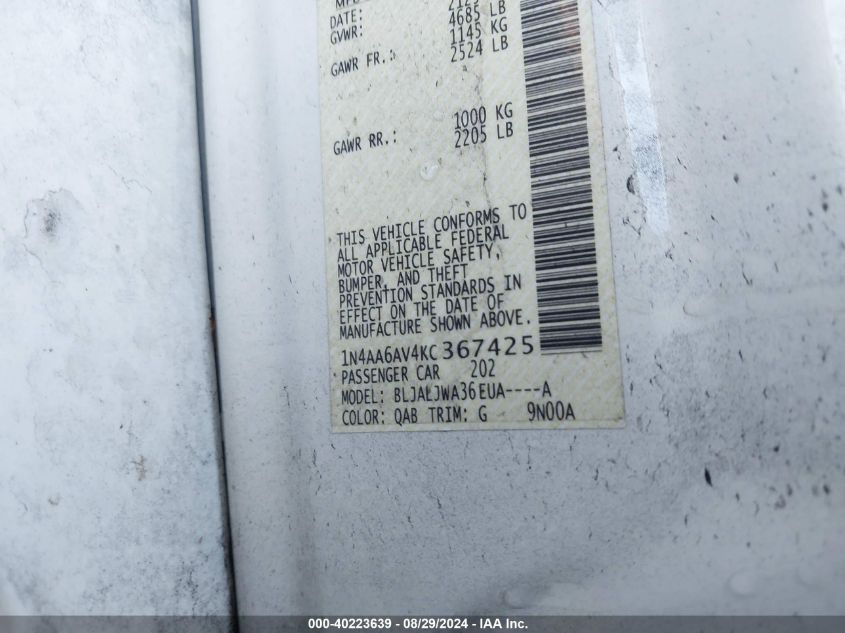 DATE:
GVWR: 4685 LB
GAWR FR.: 1145 KG
2524 LB
GAWR RR.: 1000 KG
2205 LB
THIS VEHICLE CONFORMS TO
ALL APPLICABLE FEDERAL
MOTOR VEHICLE SAFETY,
BUMPER, AND THEFT
PREVENTION STANDARDS IN
EFFECT ON THE DATE OF
MANUFACTURE SHOWN ABOVE.
1N4AA6AV4KC367425
PASSENGER CAR 202
MODEL: BLJALJWA36EUA----A
COLOR: QAB TRIM: G 9N00A
000-40223639 - 08/29/2024 - IAA Inc.